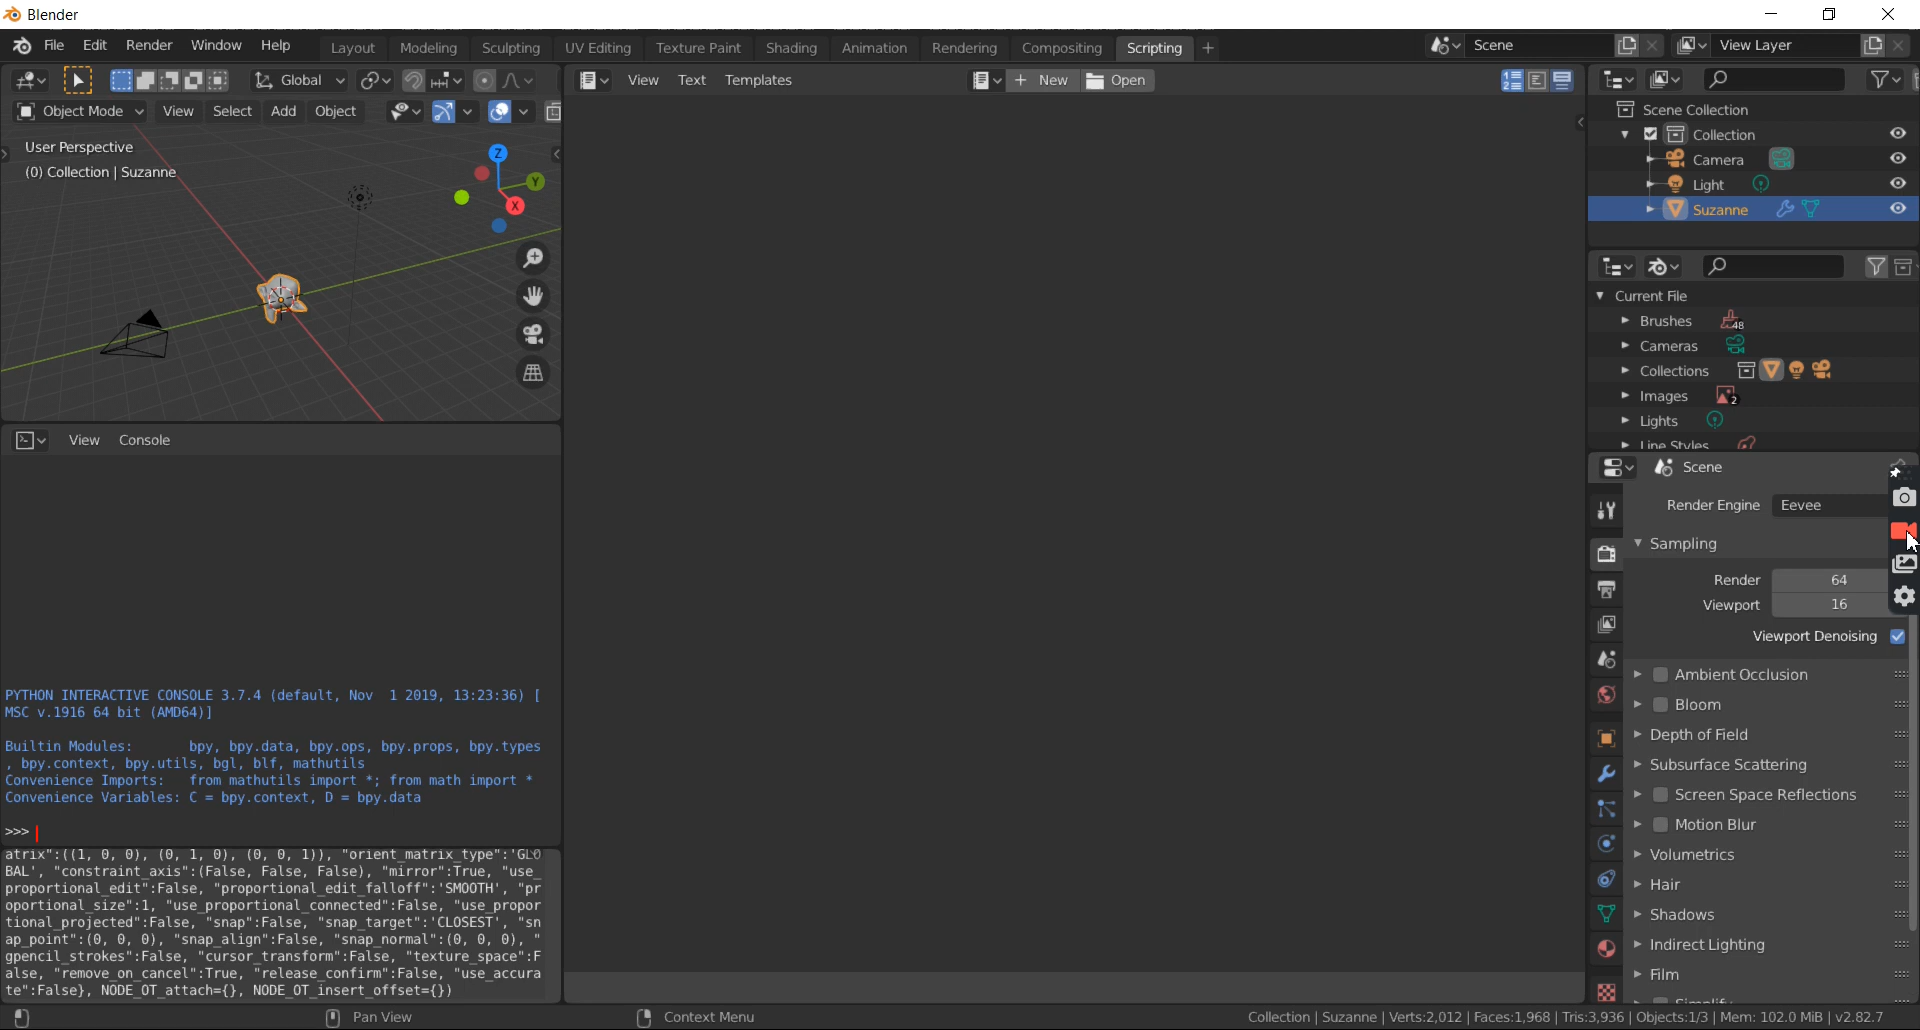 Blender
File Edit Render Window Help Layout Modeling Sculpting UV Editing Texture Paint Shading Animation Rendering Compositing Scripting + Scene View Layer
Global View Text Templates + New Open
Object Mode View Select Add Object
User Perspective
(0) Collection | Suzanne
Z
Y
X
Scene Collection
Collection
Camera
Light
Suzanne
Current File
Brushes 48
Cameras
Collections
Images 2
Lights
Line Styles
View Console
PYTHON INTERACTIVE CONSOLE 3.7.4 (default, Nov  1 2019, 13:23:36) [
MSC v.1916 64 bit (AMD64)]
Builtin Modules:       bpy, bpy.data, bpy.ops, bpy.props, bpy.types
, bpy.context, bpy.utils, bgl, blf, mathutils
Convenience Imports:   from mathutils import *; from math import *
Convenience Variables: C = bpy.context, D = bpy.data
>>>
atrix":((1, 0, 0), (0, 1, 0), (0, 0, 1)), "orient_matrix_type":'GLO
BAL', "constraint_axis":(False, False, False), "mirror":True, "use_
proportional_edit":False, "proportional_edit_falloff":'SMOOTH', "pr
oportional_size":1, "use_proportional_connected":False, "use_propor
tional_projected":False, "snap":False, "snap_target":'CLOSEST', "sn
ap_point":(0, 0, 0), "snap_align":False, "snap_normal":(0, 0, 0), "
gpencil_strokes":False, "cursor_transform":False, "texture_space":F
alse, "remove_on_cancel":True, "release_confirm":False, "use_accura
te":False}, NODE_OT_attach={}, NODE_OT_insert_offset={})
Scene
Render Engine Eevee
Sampling
Render 64
Viewport 16
Viewport Denoising
Ambient Occlusion
Bloom
Depth of Field
Subsurface Scattering
Screen Space Reflections
Motion Blur
Volumetrics
Hair
Shadows
Indirect Lighting
Film
Simplify
Pan View Context Menu Collection | Suzanne | Verts:2,012 | Faces:1,968 | Tris:3,936 | Objects:1/3 | Mem: 102.0 MiB | v2.82.7